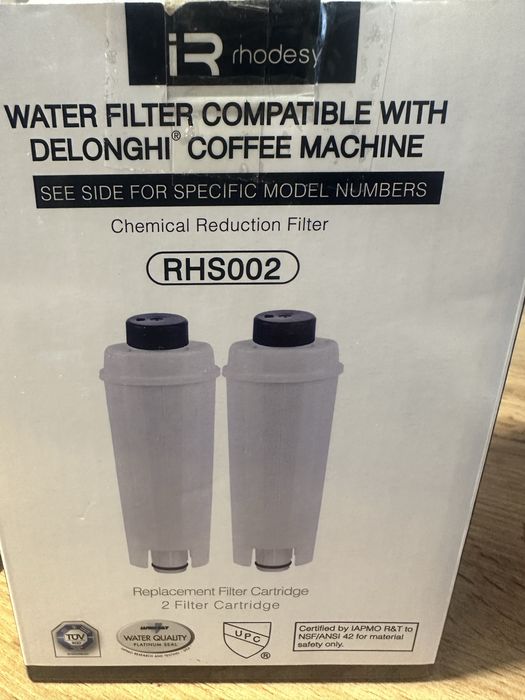 iR rhodesy
WATER FILTER COMPATIBLE WITH
DELONGHI® COFFEE MACHINE
SEE SIDE FOR SPECIFIC MODEL NUMBERS
Chemical Reduction Filter
RHS002
Replacement Filter Cartridge
2 Filter Cartridge
TÜV
WATER QUALITY
PLATINUM SEAL
UPC
®
Certified by IAPMO R&T to
NSF/ANSI 42 for material
safety only.